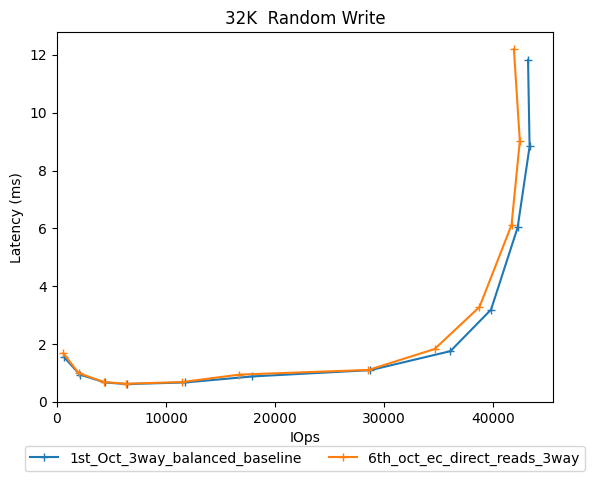 32K  Random Write
12
10
8
6
4
2
0
Latency (ms)
0 10000 20000 30000 40000
IOps
1st_Oct_3way_balanced_baseline 6th_oct_ec_direct_reads_3way